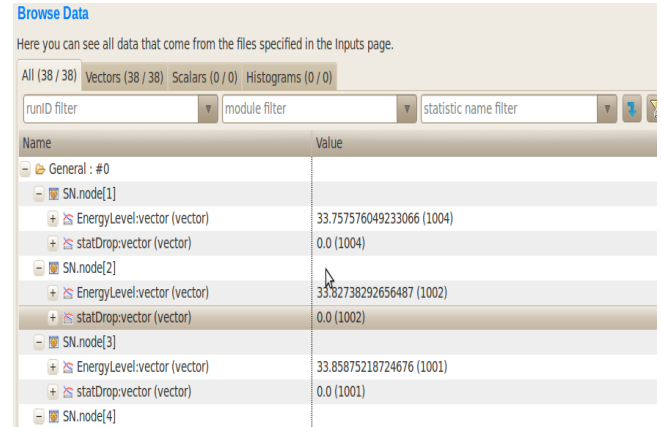 Browse Data
Here you can see all data that come from the files specified in the Inputs page.
All (38 / 38) Vectors (38 / 38) Scalars (0 / 0) Histograms (0 / 0)
runID filter module filter statistic name filter
Name Value
General : #0
SN.node[1]
EnergyLevel:vector (vector) 33.757576049233066 (1004)
statDrop:vector (vector) 0.0 (1004)
SN.node[2]
EnergyLevel:vector (vector) 33.82738292656487 (1002)
statDrop:vector (vector) 0.0 (1002)
SN.node[3]
EnergyLevel:vector (vector) 33.85875218724676 (1001)
statDrop:vector (vector) 0.0 (1001)
SN.node[4]